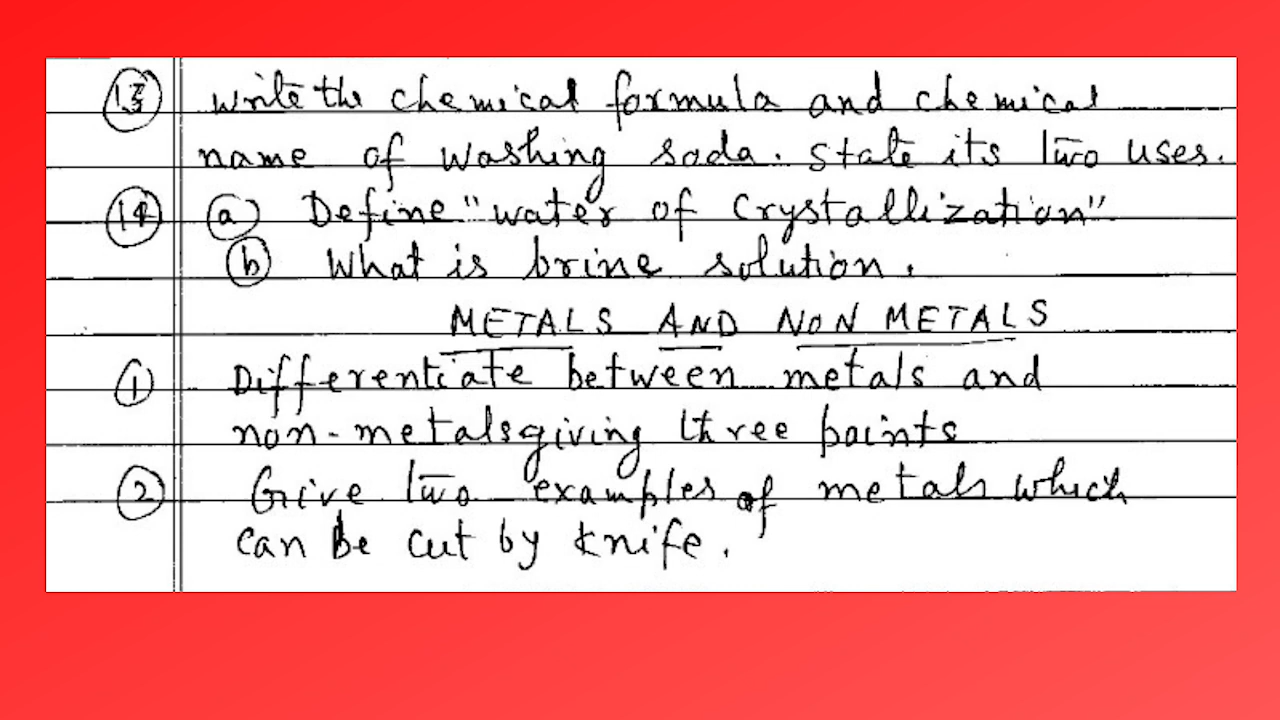 13 Write the chemical formula and chemical
name of washing soda. State its two uses.
14 a Define "water of crystallization"
b What is brine solution.
METALS AND NON METALS
1 Differentiate between metals and
non-metals giving three points
2 Give two examples of metals which
can be cut by knife.